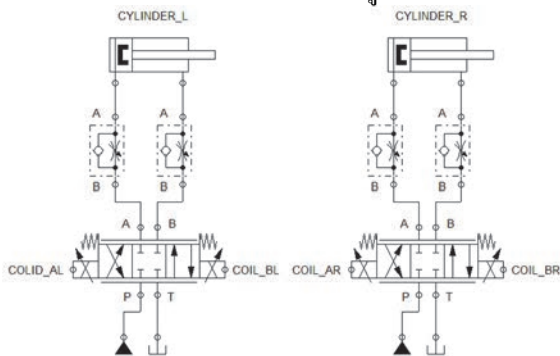 CYLINDER_L CYLINDER_R
A A A A
B B B B
A B A B
COLID_AL COIL_BL COIL_AR COIL_BR
P T P T